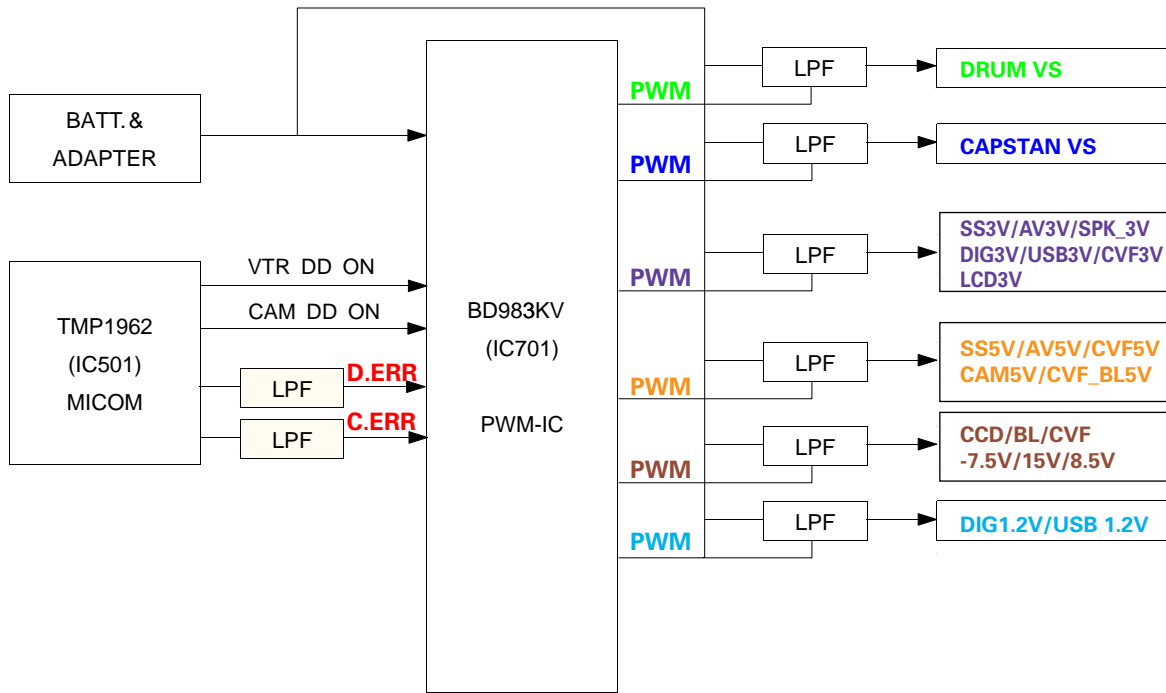 BATT.&
ADAPTER
TMP1962
(IC501)
MICOM
VTR DD ON
CAM DD ON
LPF
D.ERR
LPF
C.ERR
BD983KV
(IC701)
PWM-IC
PWM
LPF
DRUM VS
PWM
LPF
CAPSTAN VS
PWM
LPF
SS3V/AV3V/SPK_3V
DIG3V/USB3V/CVF3V
LCD3V
PWM
LPF
SS5V/AV5V/CVF5V
CAM5V/CVF_BL5V
PWM
LPF
CCD/BL/CVF
-7.5V/15V/8.5V
PWM
LPF
DIG1.2V/USB 1.2V